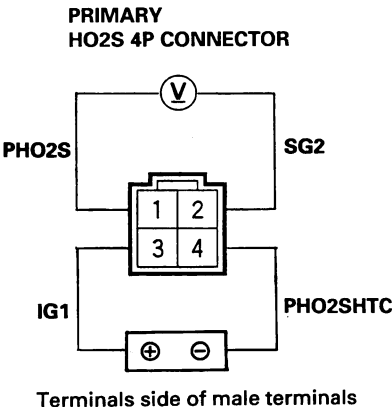 PRIMARY
HO2S 4P CONNECTOR
V
PHO2S
SG2
1 2
3 4
IG1
PHO2SHTC
⊕ ⊖
Terminals side of male terminals